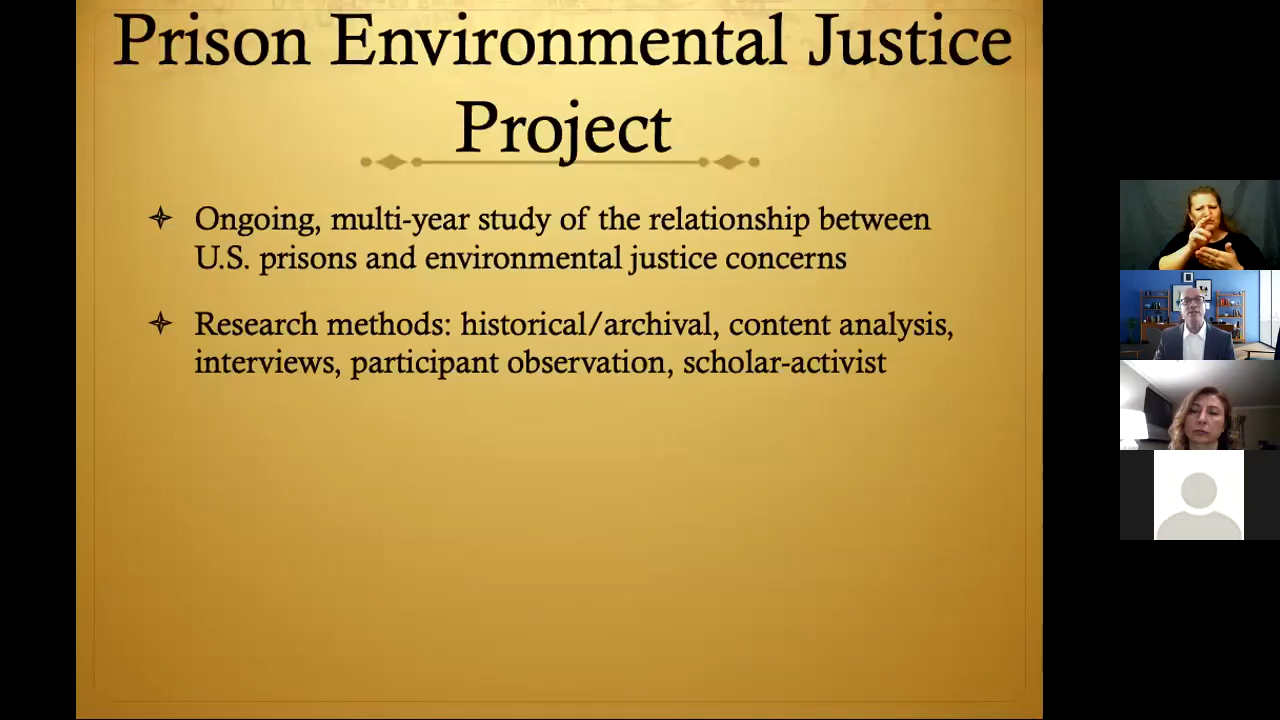 Prison Environmental Justice
Project
Ongoing, multi-year study of the relationship between
U.S. prisons and environmental justice concerns
Research methods: historical/archival, content analysis,
interviews, participant observation, scholar-activist